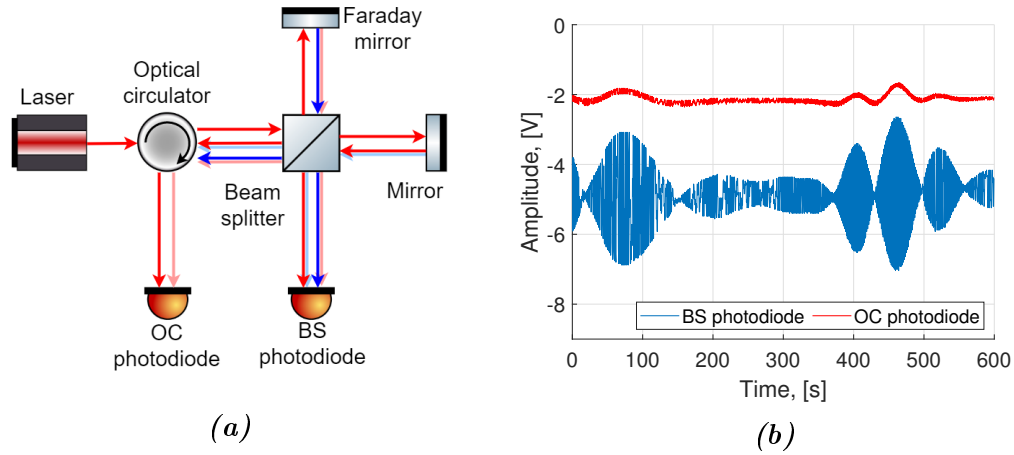 Faraday
mirror
Optical
circulator
Laser
Beam
splitter
Mirror
OC
photodiode
BS
photodiode
(a)
0
-2
-4
-6
-8
Amplitude, [V]
BS photodiode
OC photodiode
0
100
200
300
400
500
600
Time, [s]
(b)